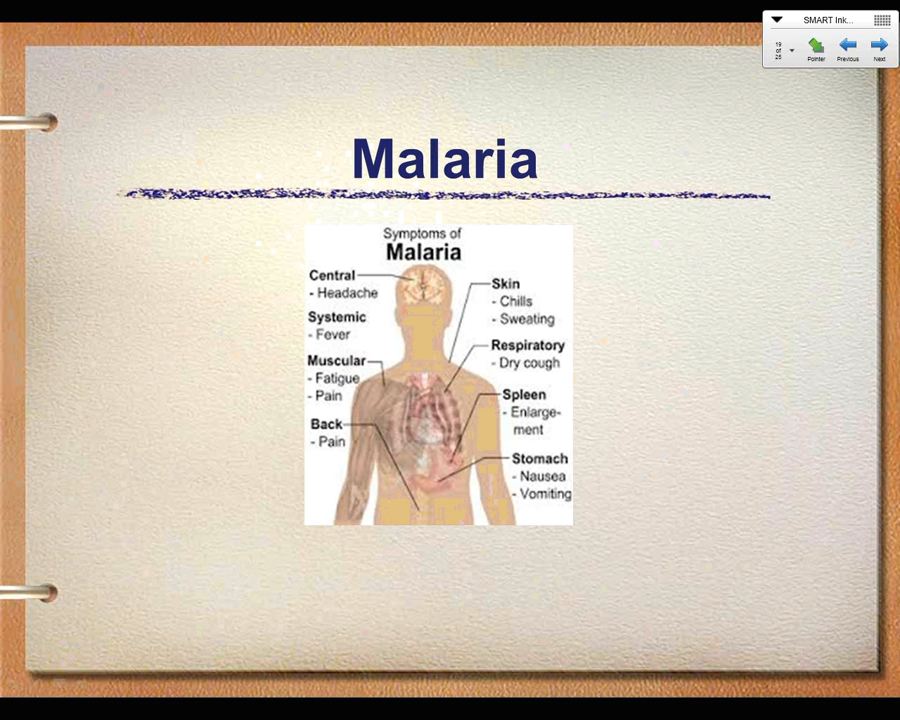 SMART Ink...
19
of
25
Pointer
Previous
Next
Malaria
Symptoms of
Malaria
Central
- Headache
Systemic
- Fever
Muscular
- Fatigue
- Pain
Back
- Pain
Skin
- Chills
- Sweating
Respiratory
- Dry cough
Spleen
- Enlarge-
ment
Stomach
- Nausea
- Vomiting